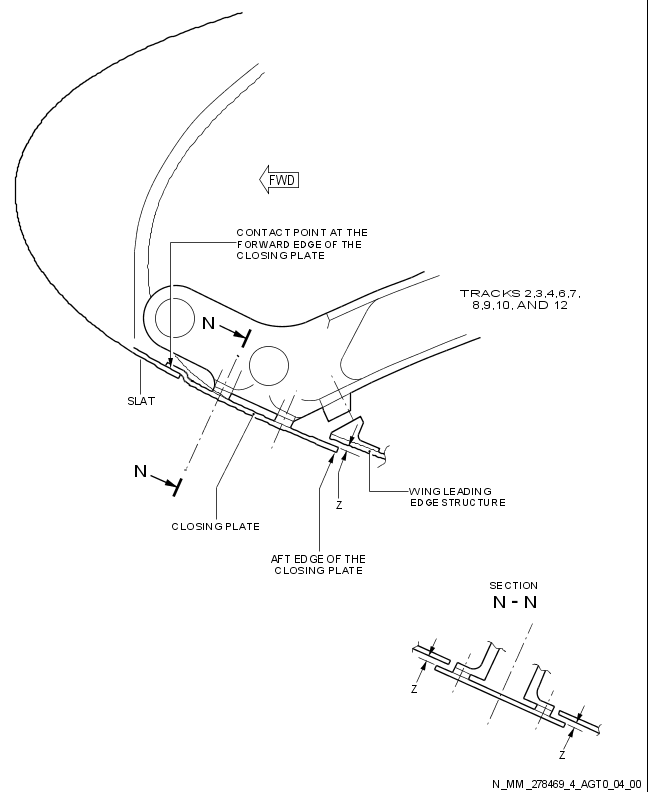 FWD
CONTACT POINT AT THE
FORWARD EDGE OF THE
CLOSING PLATE
TRACKS 2,3,4,6,7,
8,9,10, AND 12
N
SLAT
N
Z
WING LEADING
EDGE STRUCTURE
CLOSING PLATE
AFT EDGE OF THE
CLOSING PLATE
SECTION
N - N
Z
Z
N_MM_278469_4_AGT0_04_00